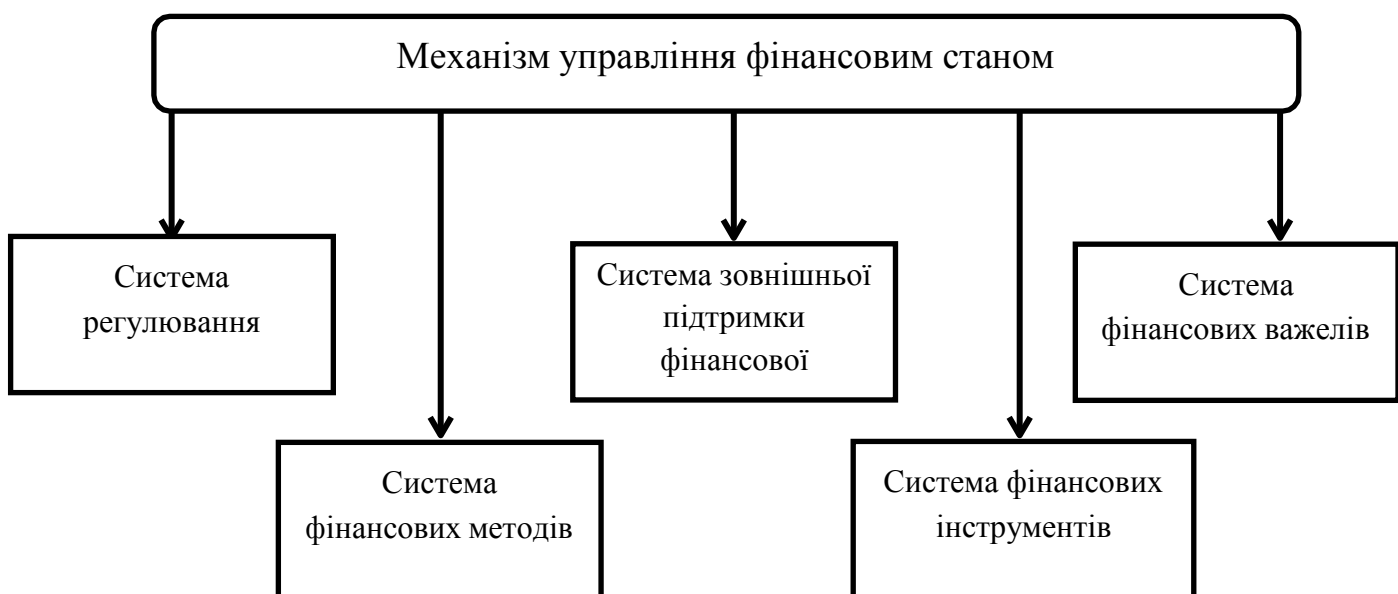 Механізм управління фінансовим станом
Система
регулювання
Система зовнішньої
підтримки
фінансової
Система
фінансових важелів
Система
фінансових методів
Система фінансових
інструментів